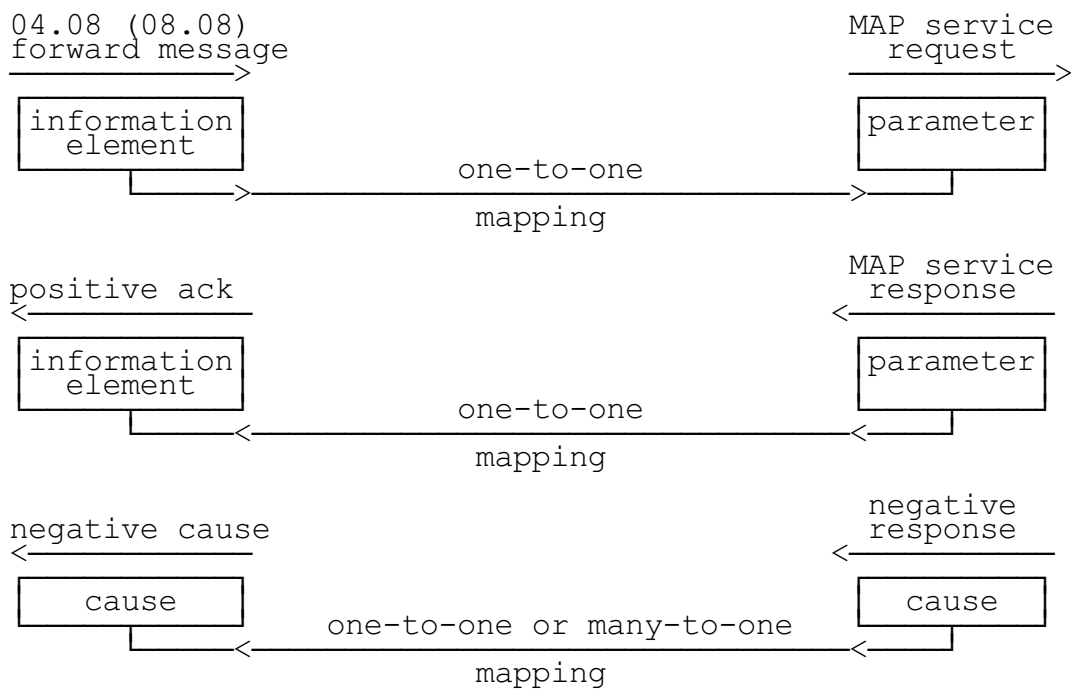 04.08 (08.08)
forward message
MAP service
request
information
element
parameter
one-to-one
mapping
positive ack
MAP service
response
information
element
parameter
one-to-one
mapping
negative cause
negative
response
cause
cause
one-to-one or many-to-one
mapping